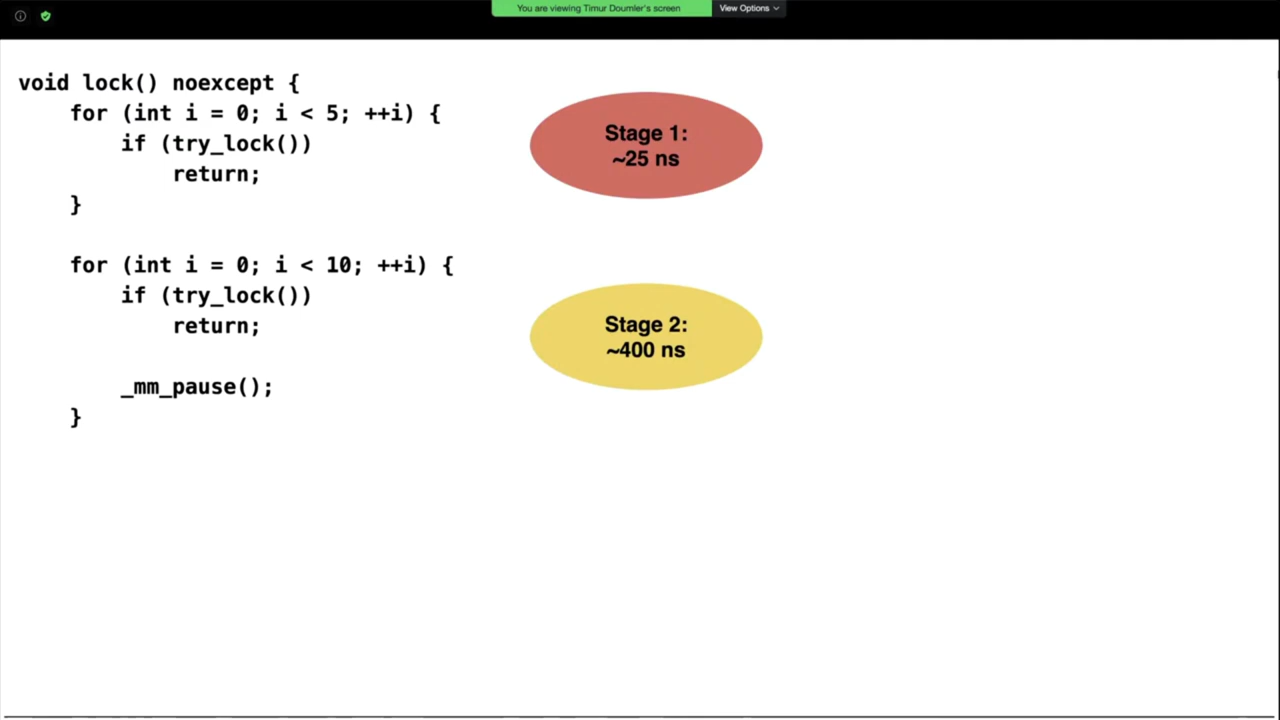 You are viewing Timur Doumler's screen
View Options
void lock() noexcept {
    for (int i = 0; i < 5; ++i) {
        if (try_lock())
            return;
    }
    for (int i = 0; i < 10; ++i) {
        if (try_lock())
            return;
        _mm_pause();
    }
Stage 1:
~25 ns
Stage 2:
~400 ns